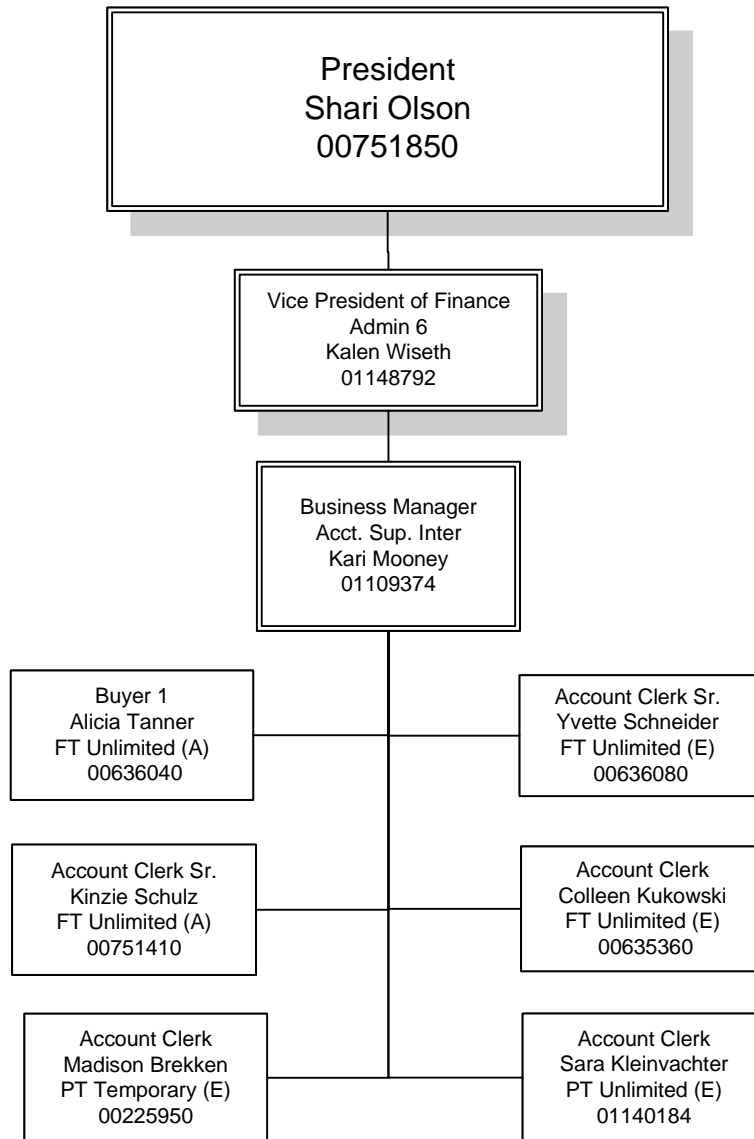 President
Shari Olson
00751850
Vice President of Finance
Admin 6
Kalen Wiseth
01148792
Business Manager
Acct. Sup. Inter
Kari Mooney
01109374
Buyer 1
Alicia Tanner
FT Unlimited (A)
00636040
Account Clerk Sr.
Yvette Schneider
FT Unlimited (E)
00636080
Account Clerk Sr.
Kinzie Schulz
FT Unlimited (A)
00751410
Account Clerk
Colleen Kukowski
FT Unlimited (E)
00635360
Account Clerk
Madison Brekken
PT Temporary (E)
00225950
Account Clerk
Sara Kleinvachter
PT Unlimited (E)
01140184